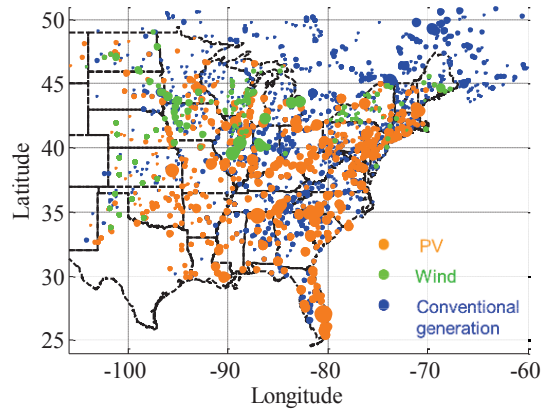 50
45
40
35
30
25
Latitude
-100
-90
-80
-70
-60
Longitude
PV
Wind
Conventional
generation